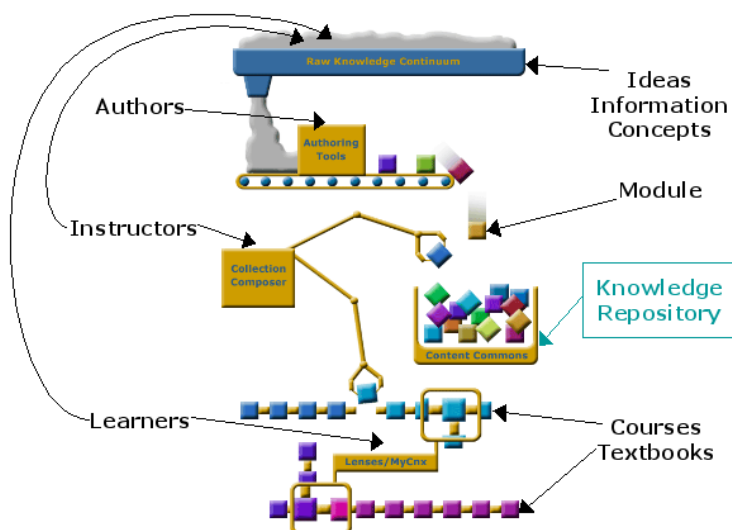 Raw Knowledge Continuum
Ideas
Information
Concepts
Authors
Authoring
Tools
Module
Instructors
Collection
Composer
Knowledge
Repository
Content Commons
Learners
Courses
Textbooks
Lenses/MyCnx